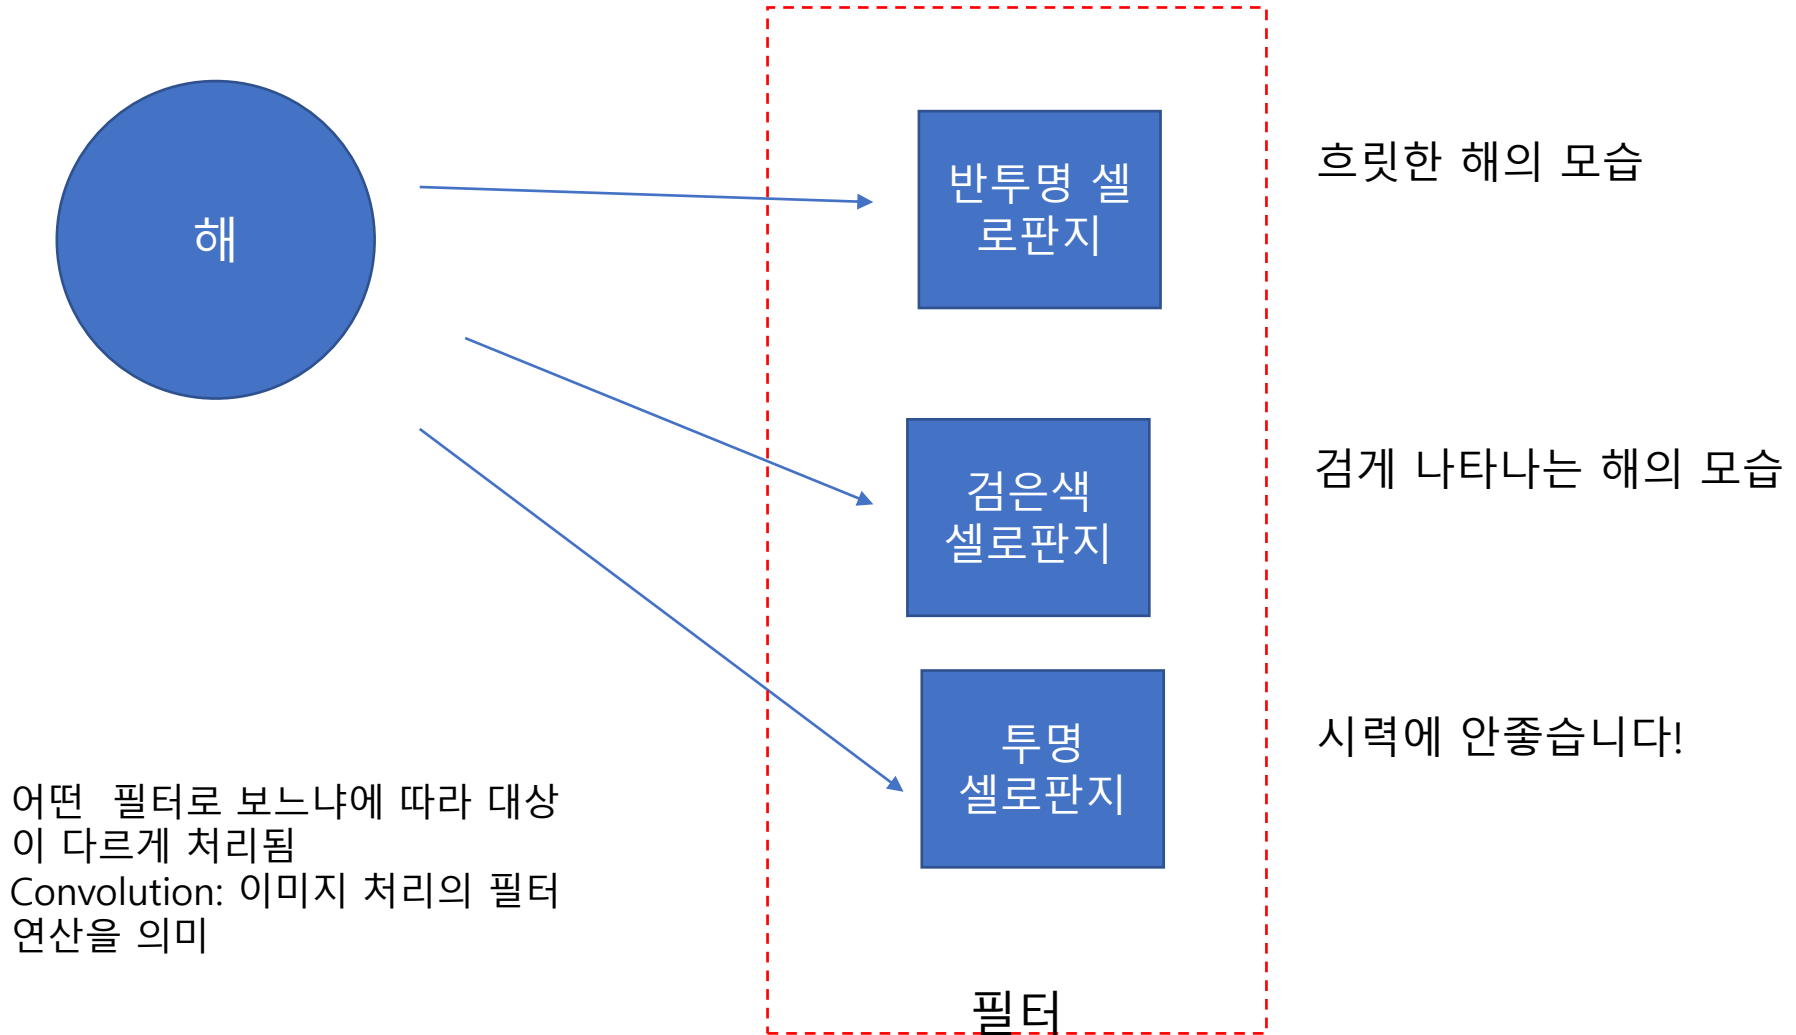 해
반투명 셀
로판지
흐릿한 해의 모습
검은색
셀로판지
검게 나타나는 해의 모습
투명
셀로판지
시력에 안좋습니다!
어떤 필터로 보느냐에 따라 대상
이 다르게 처리됨
Convolution: 이미지 처리의 필터
연산을 의미
필터